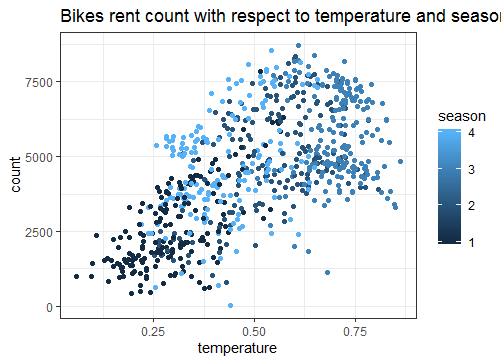 Bikes rent count with respect to temperature and seasor
7500
5000
2500
0
count
0.25 0.50 0.75
temperature
season
4
3
2
1